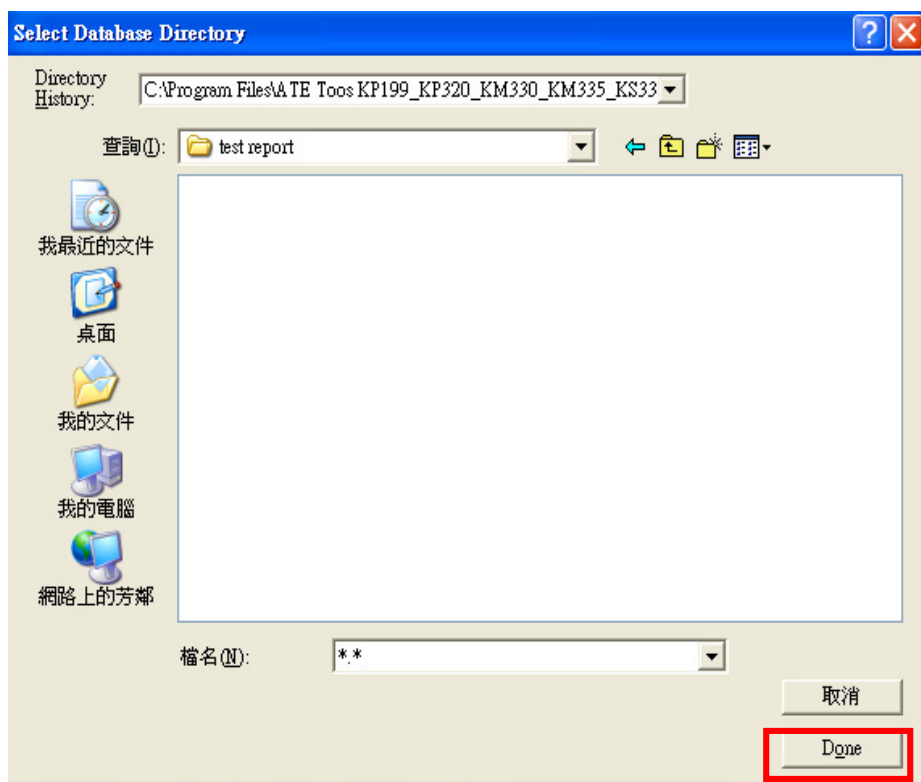 Select Database Directory
Directory History:
C:\Program Files\ATE Toos KP199_KP320_KM330_KM335_KS33
查詢(I):
test report
我最近的文件
桌面
我的文件
我的電腦
網路上的芳鄰
檔名(N):
*.*
取消
Done